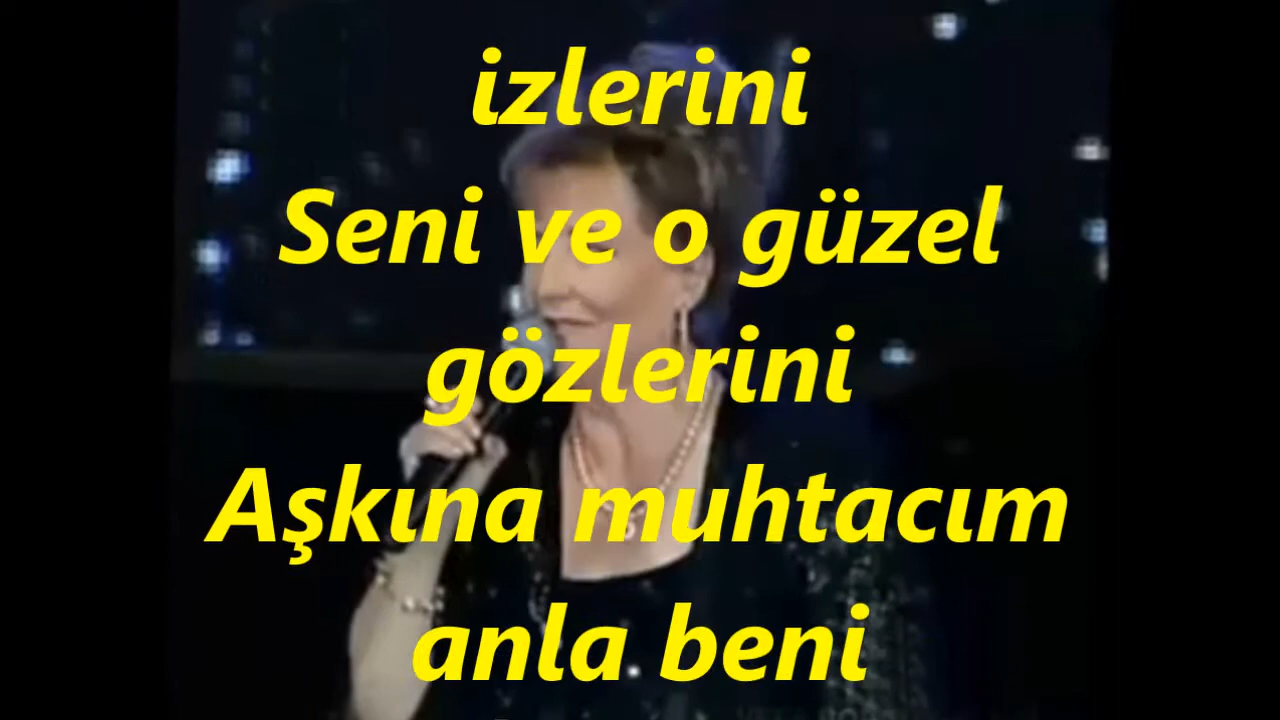 izlerini
Seni ve o güzel
gözlerini
Aşkına muhtacım
anla beni